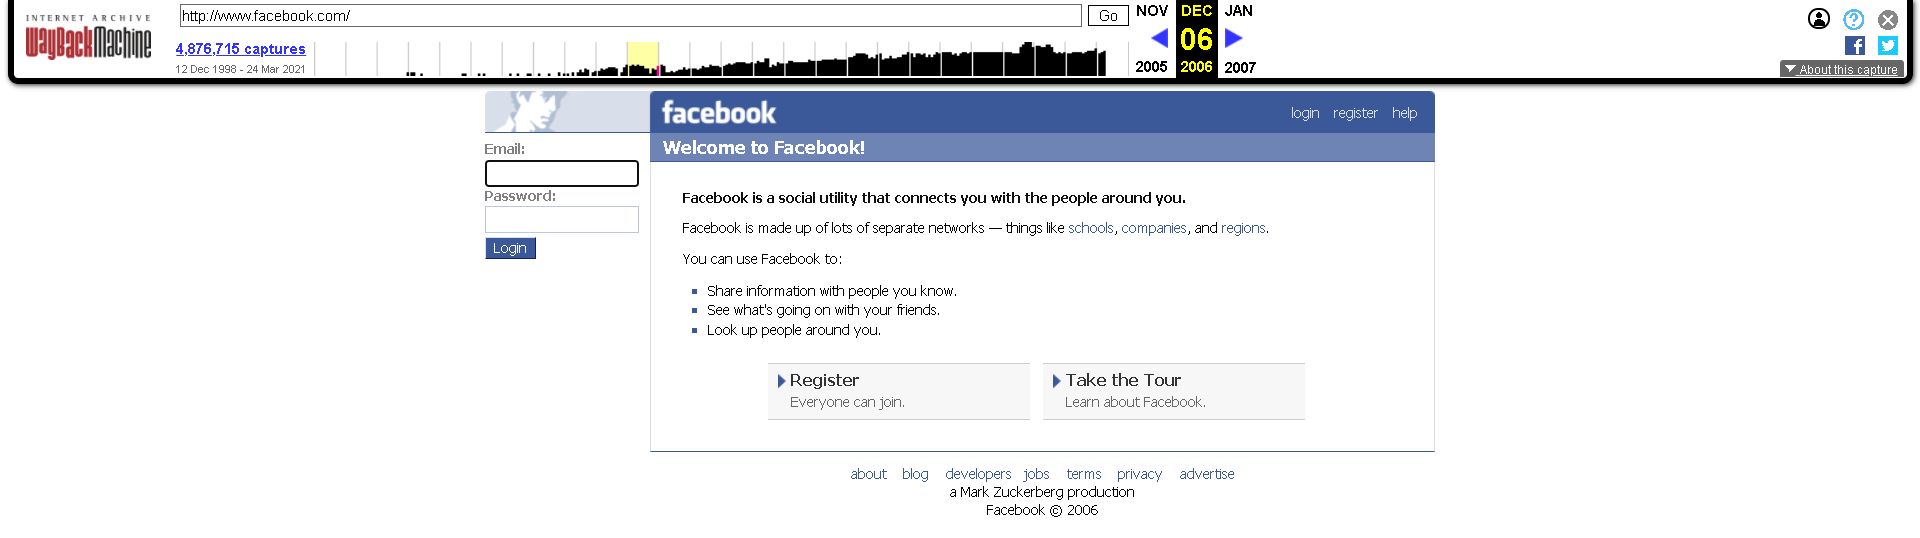 INTERNET ARCHIVE
WayBackMachine
http://www.facebook.com/
Go
NOV DEC JAN
4,876,715 captures
06
12 Dec 1998 - 24 Mar 2021
2005 2006 2007
About this capture
facebook
login register help
Welcome to Facebook!
Email:
Password:
Login
Facebook is a social utility that connects you with the people around you.
Facebook is made up of lots of separate networks — things like schools, companies, and regions.
You can use Facebook to:
Share information with people you know.
See what's going on with your friends.
Look up people around you.
Register
Everyone can join.
Take the Tour
Learn about Facebook.
about blog developers jobs terms privacy advertise
a Mark Zuckerberg production
Facebook © 2006